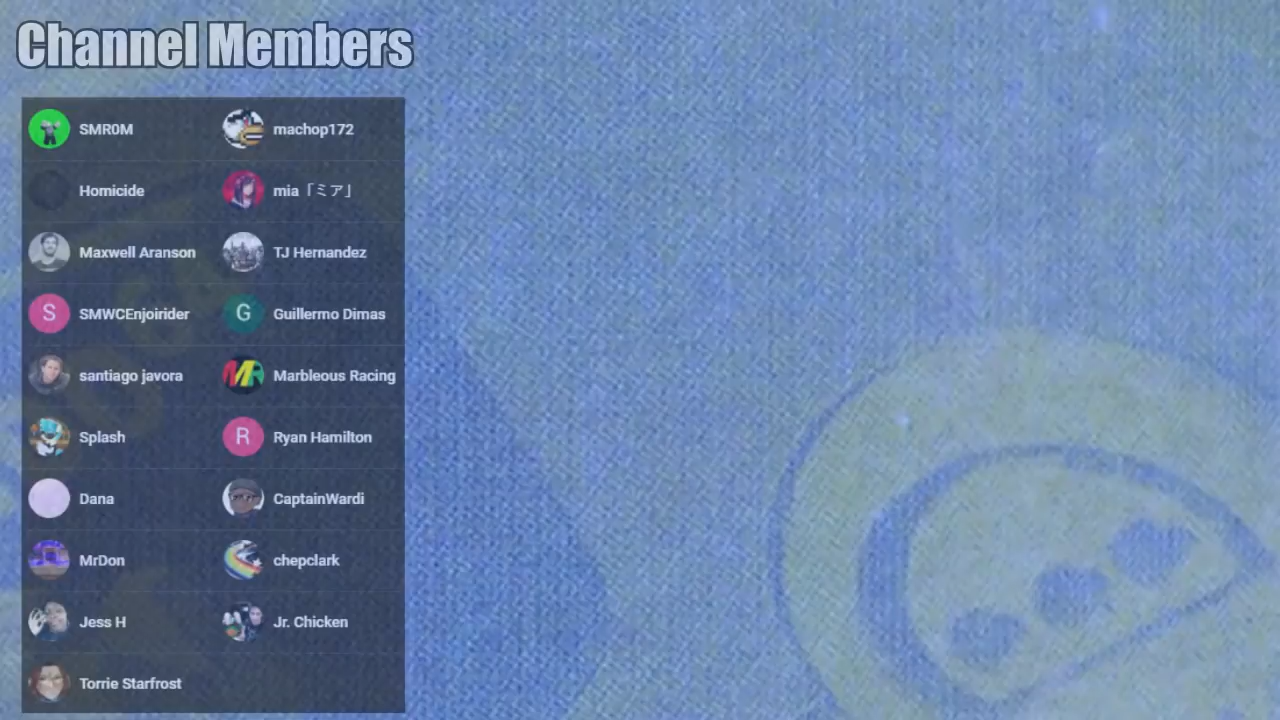 Channel Members
SMR0M
machop172
Homicide
mia「ミア」
Maxwell Aranson
TJ Hernandez
S
SMWCEnjoirider
G
Guillermo Dimas
santiago javora
MR
Marbleous Racing
Splash
R
Ryan Hamilton
Dana
CaptainWardi
MrDon
chepclark
Jess H
Jr. Chicken
Torrie Starfrost